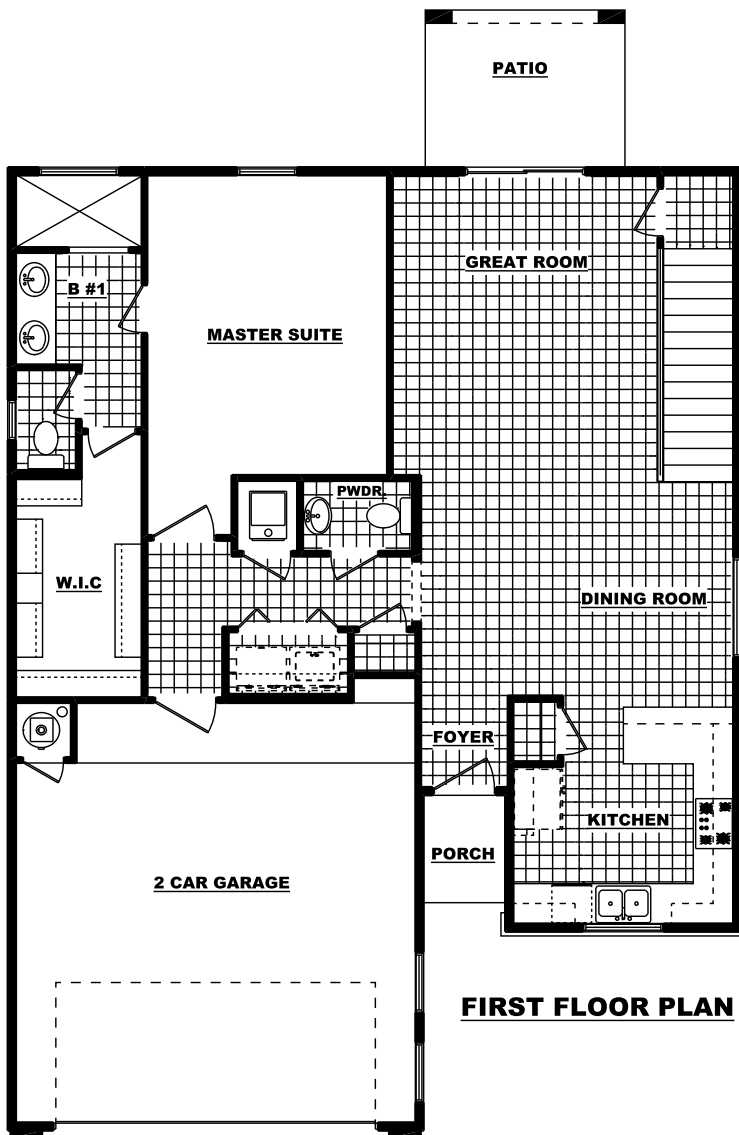 PATIO
GREAT ROOM
B #1
MASTER SUITE
PWDR.
W.I.C
DINING ROOM
FOYER
KITCHEN
PORCH
2 CAR GARAGE
FIRST FLOOR PLAN